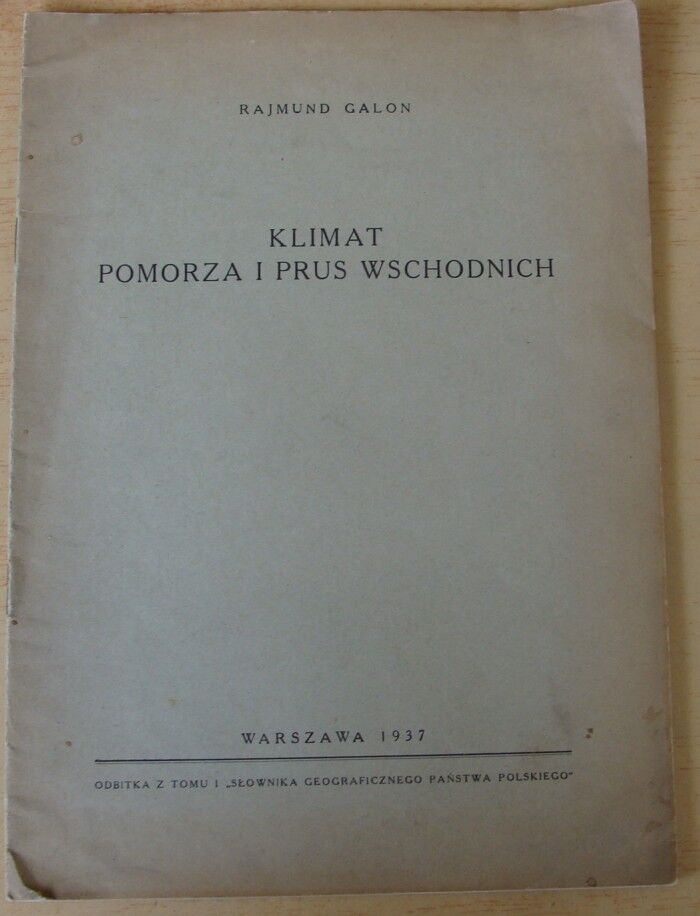 RAJMUND GALON
KLIMAT
POMORZA I PRUS WSCHODNICH
WARSZAWA 1937
ODBITKA Z TOMU I „SŁOWNIKA GEOGRAFICZNEGO PAŃSTWA POLSKIEGO"